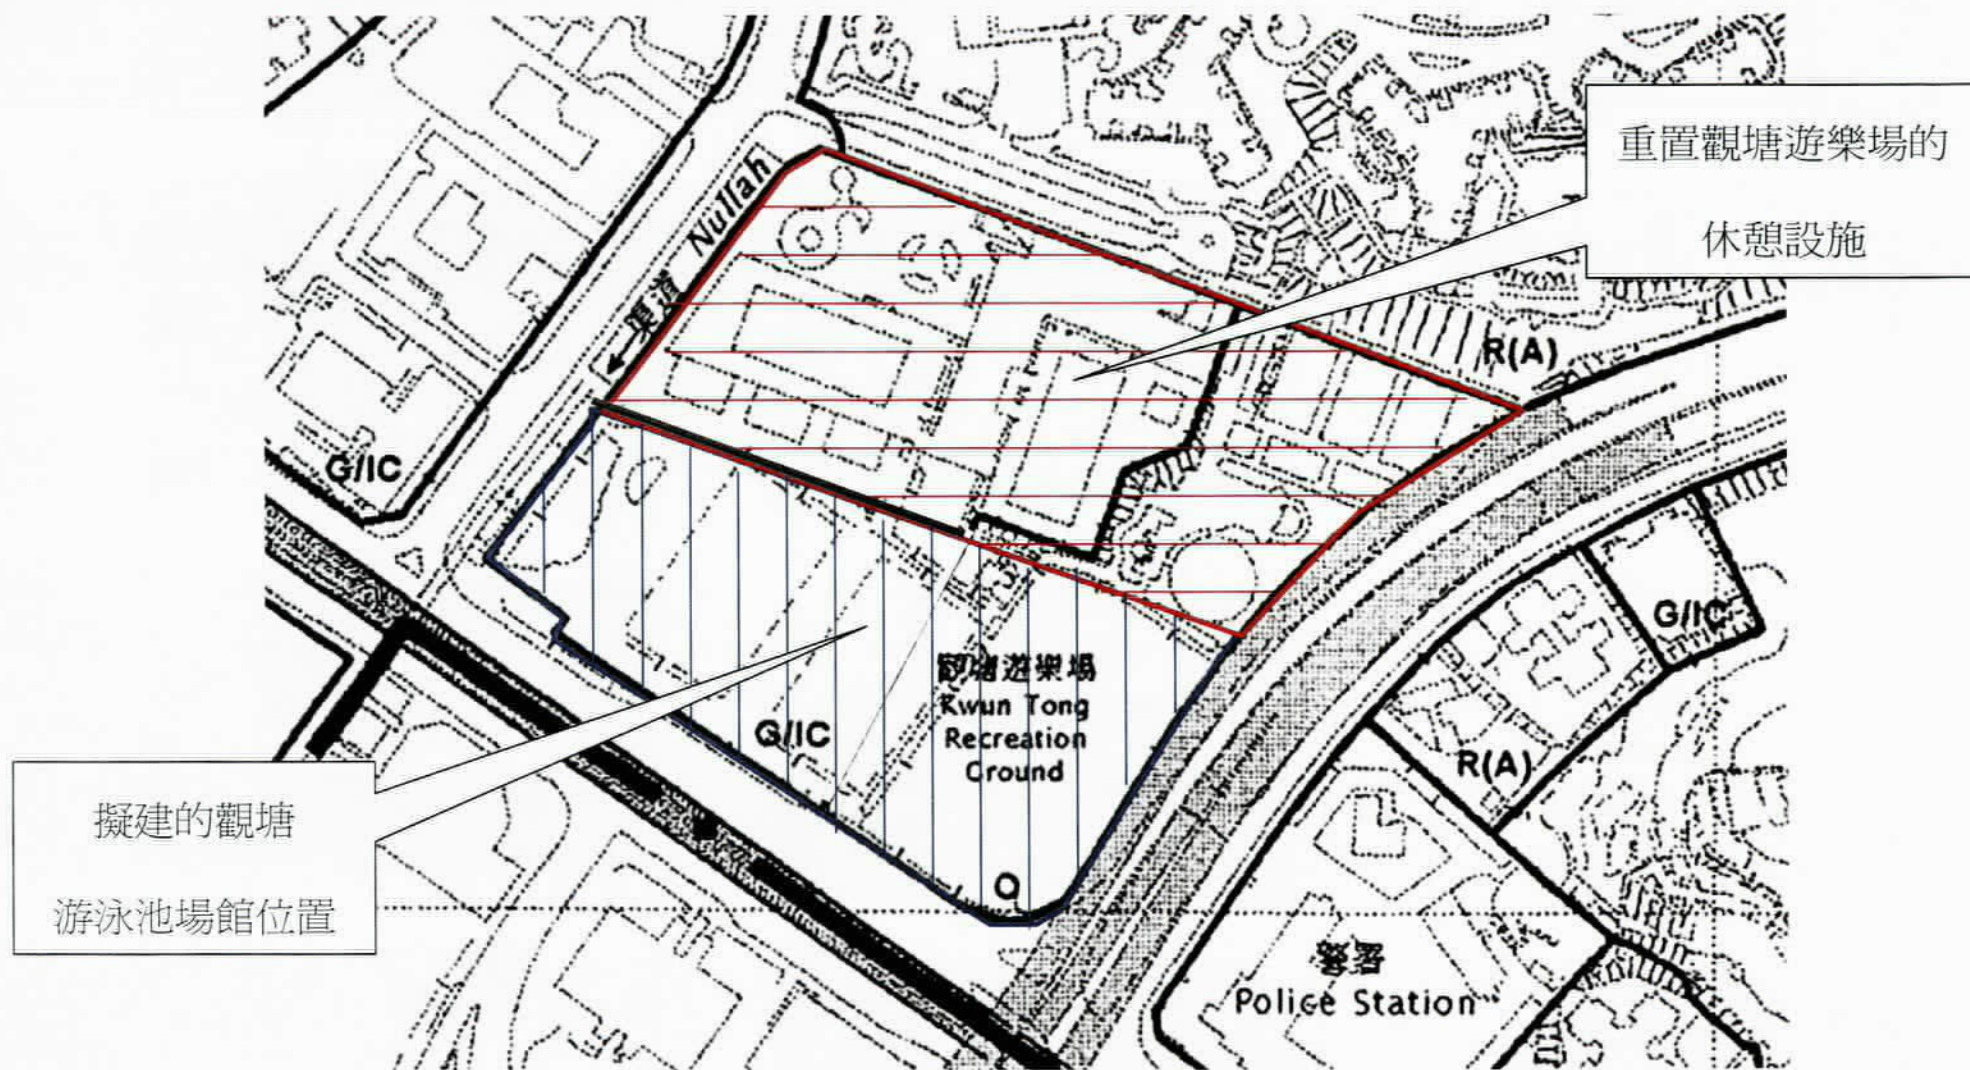 重置觀塘遊樂場的
休憩設施
Nullah
渠道
R(A)
G/IC
G/IC
觀塘遊樂場
Kwun Tong
Recreation
Ground
G/IC
R(A)
擬建的觀塘
游泳池場館位置
O
警署
Police Station